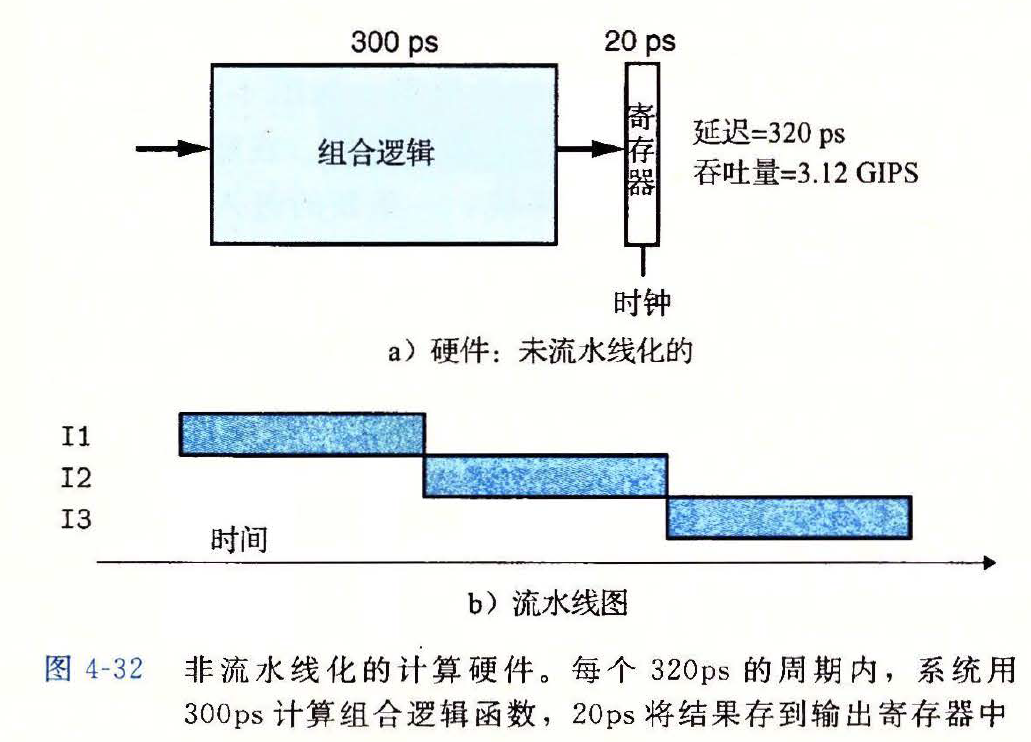 300 ps
20 ps
组合逻辑
寄存器
延迟=320 ps
吞吐量=3.12 GIPS
时钟
a）硬件：未流水线化的
I1
I2
I3
时间
b）流水线图
图 4-32 非流水线化的计算硬件。每个 320ps 的周期内，系统用
300ps 计算组合逻辑函数，20ps 将结果存到输出寄存器中